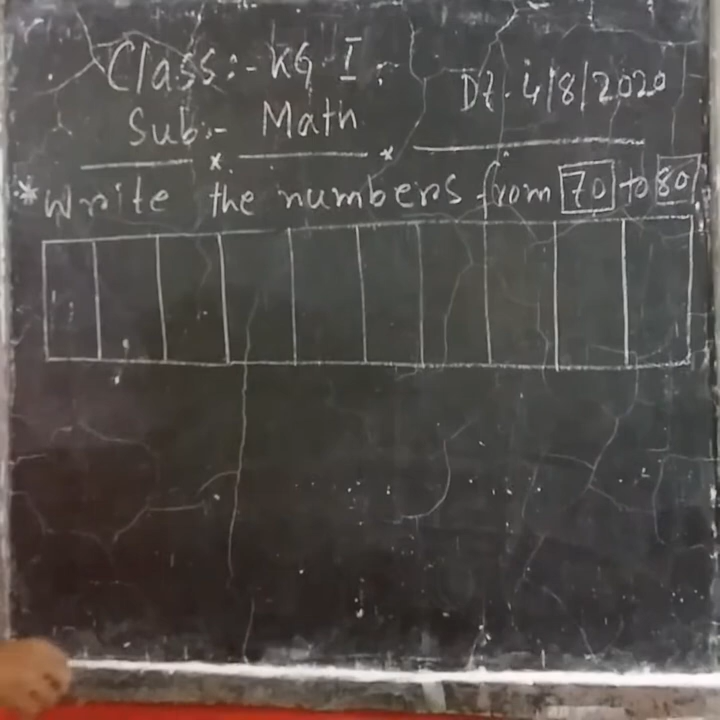 Class:- KG I.
Dt. 4/8/2020
Sub:- Math
* Write the numbers from 70 to 80